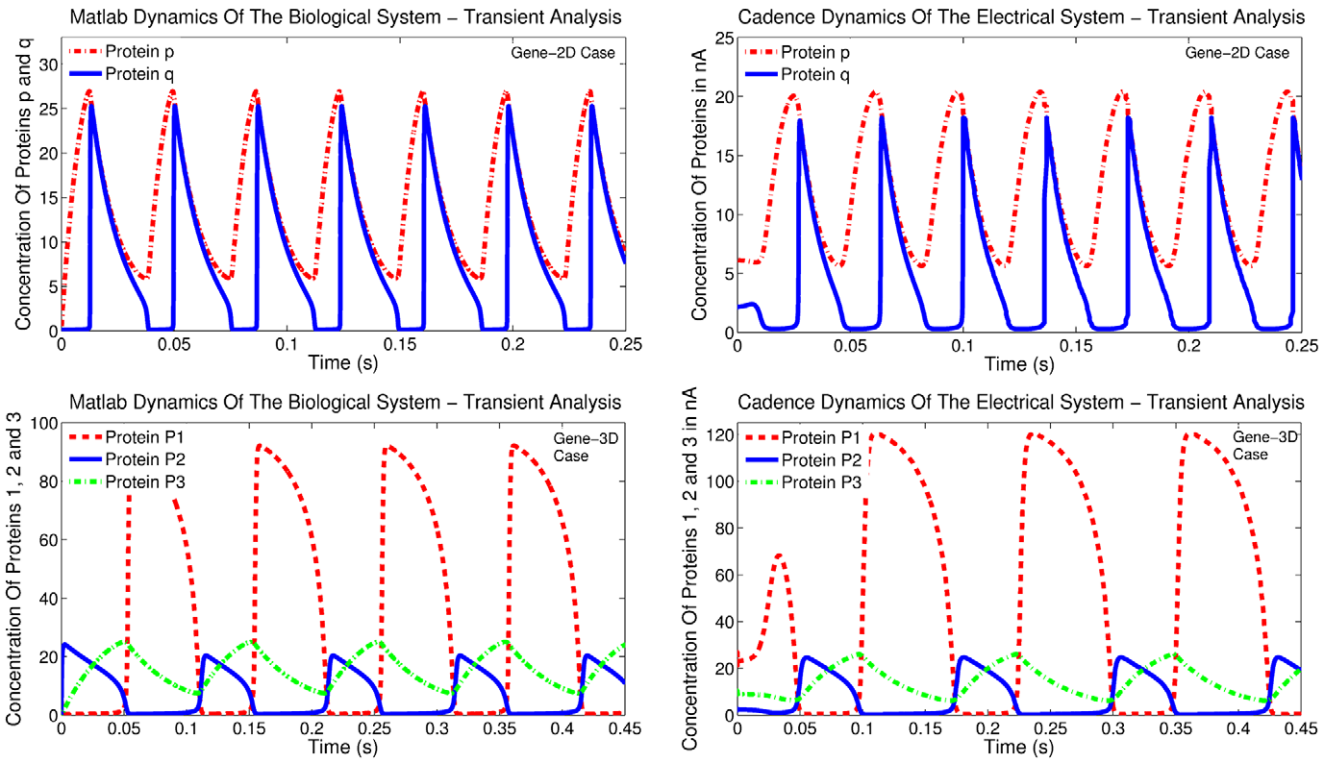 Matlab Dynamics Of The Biological System – Transient Analysis
Concentration Of Proteins p and q
Protein p
Protein q
Gene–2D Case
30
25
20
15
10
5
0
0 0.05 0.1 0.15 0.2 0.25
Time (s)
Cadence Dynamics Of The Electrical System – Transient Analysis
Concentration Of Proteins in nA
Protein p
Protein q
Gene–2D Case
25
20
15
10
5
0
0 0.05 0.1 0.15 0.2 0.25
Time (s)
Matlab Dynamics Of The Biological System – Transient Analysis
Concentration Of Proteins 1, 2 and 3
Protein P1
Protein P2
Protein P3
Gene–3D
Case
100
80
60
40
20
0
0 0.05 0.1 0.15 0.2 0.25 0.3 0.35 0.4 0.45
Time (s)
Cadence Dynamics Of The Electrical System – Transient Analysis
Concentration Of Proteins 1, 2 and 3 in nA
Protein P1
Protein P2
Protein P3
Gene–3D
Case
120
100
80
60
40
20
0
0 0.05 0.1 0.15 0.2 0.25 0.3 0.35 0.4 0.45
Time (s)